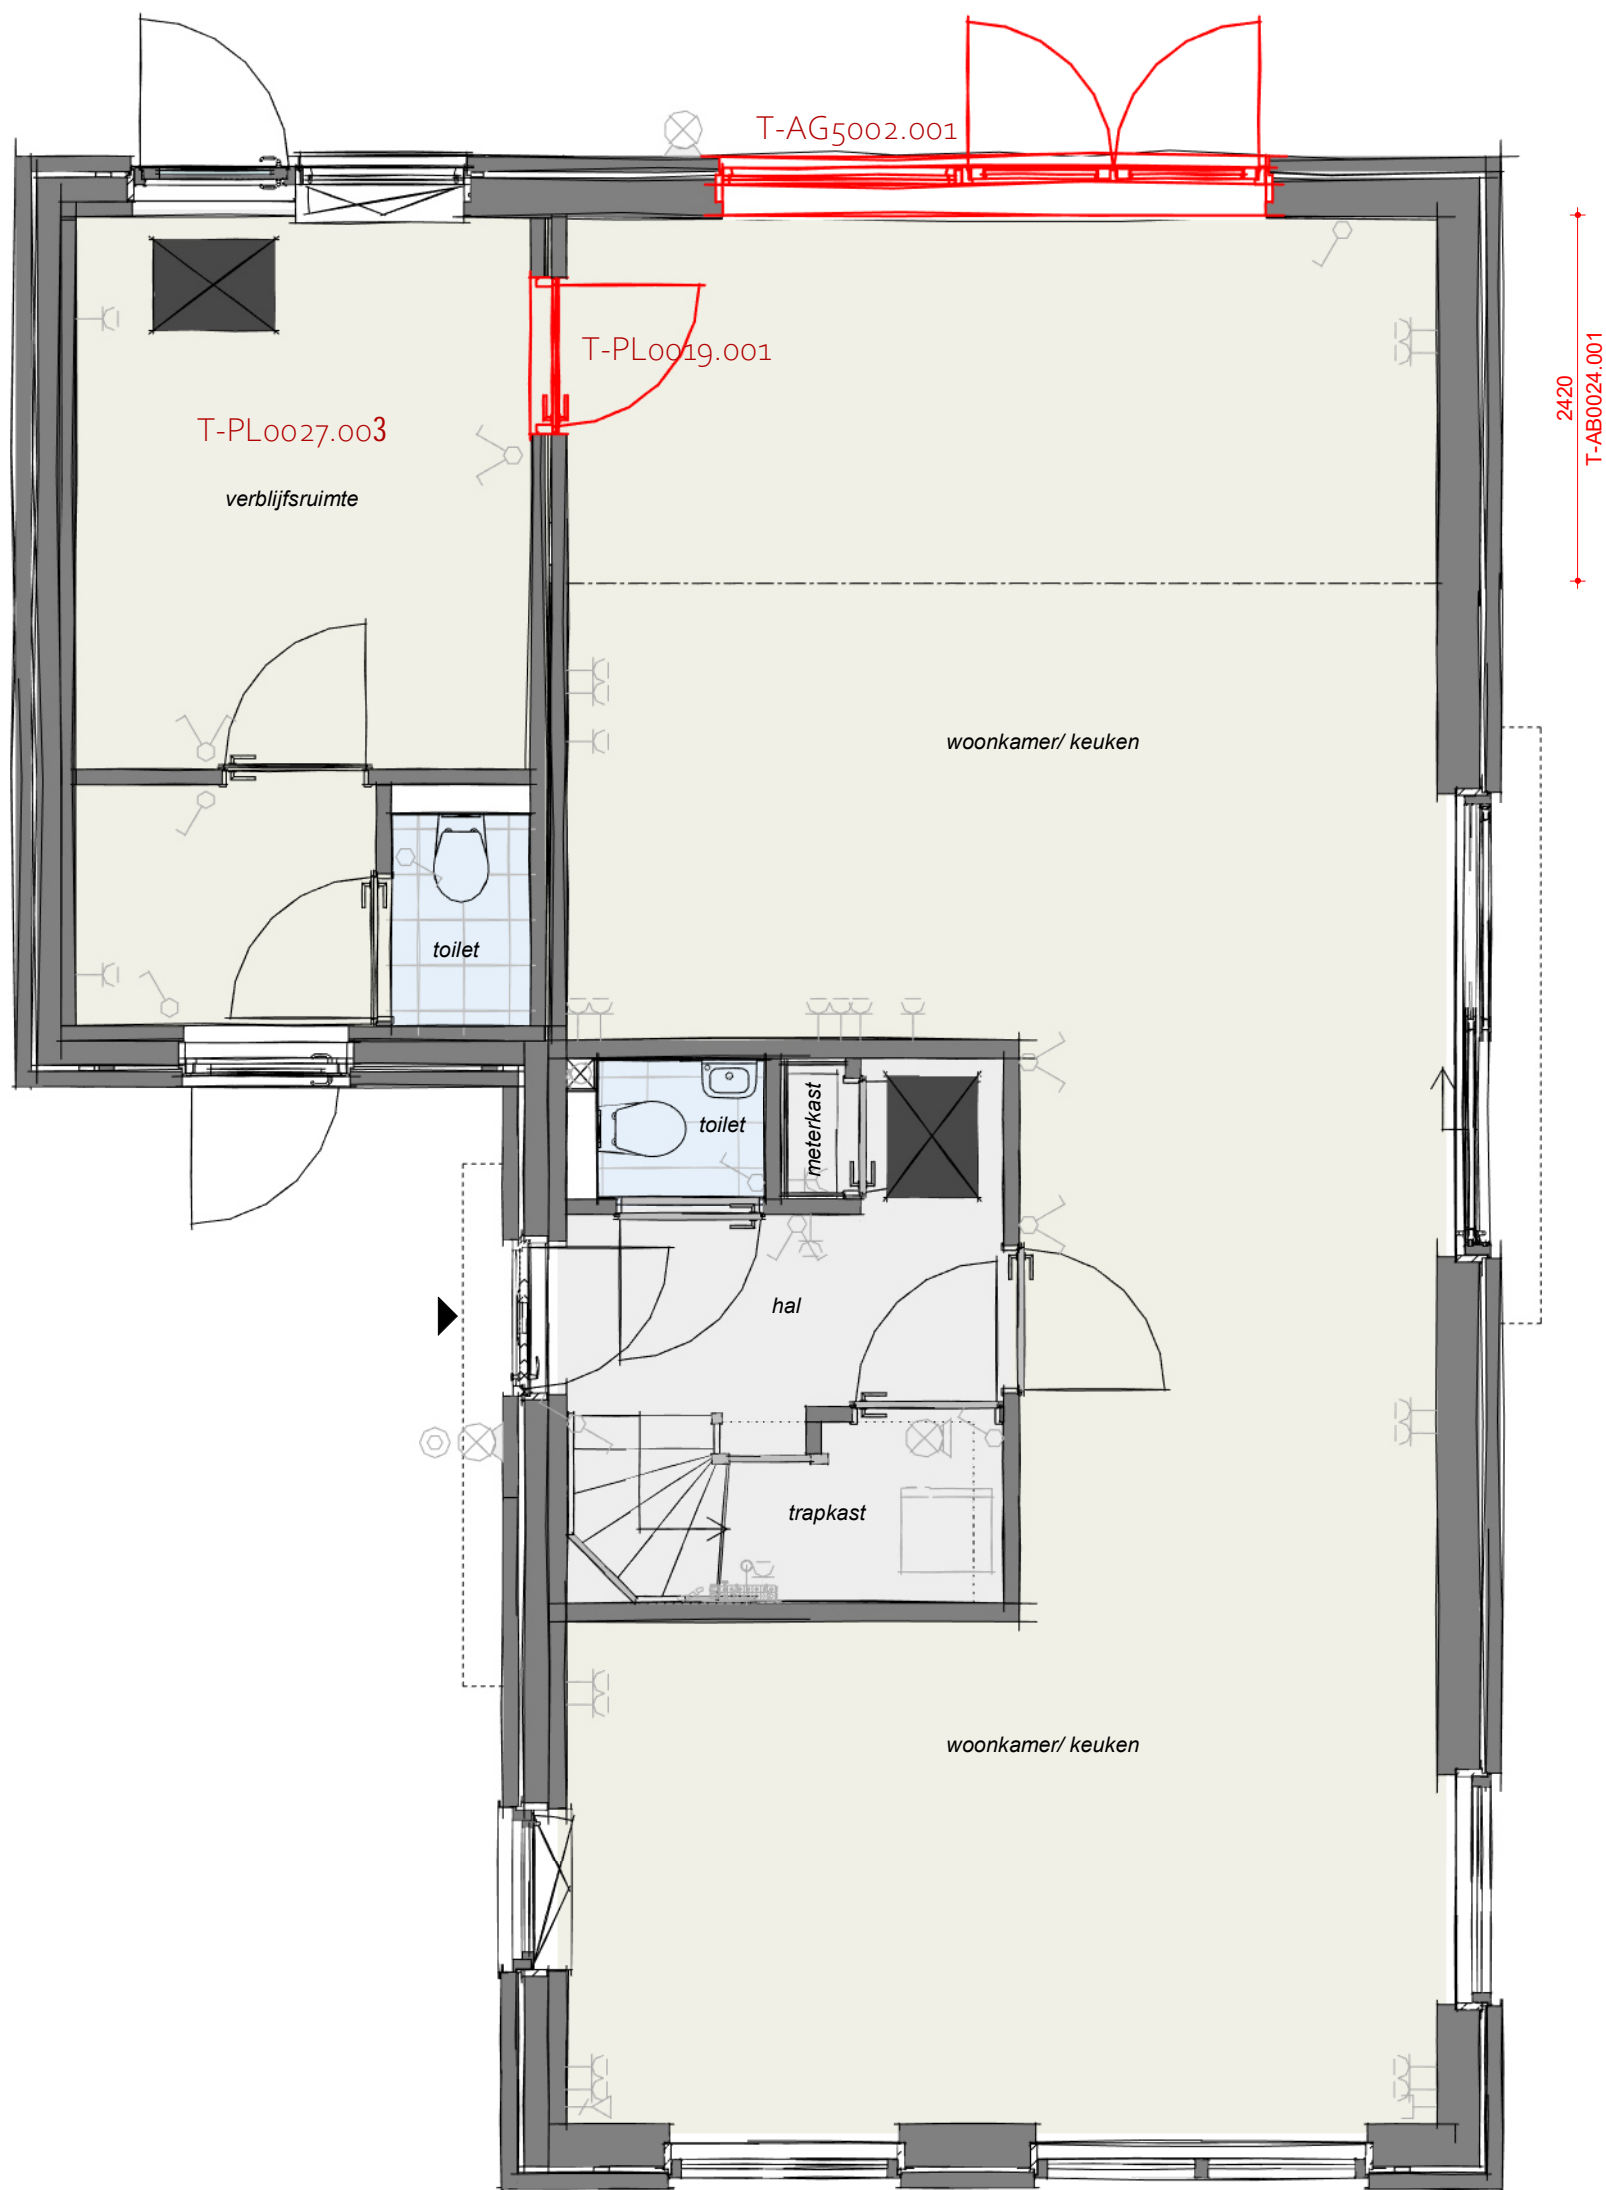 T-AG5002.001
T-PL0019.001
2420
T-AB0024.001
T-PL0027.003
verblijfsruimte
woonkamer/ keuken
toilet
toilet
meterkast
hal
trapkast
woonkamer/ keuken